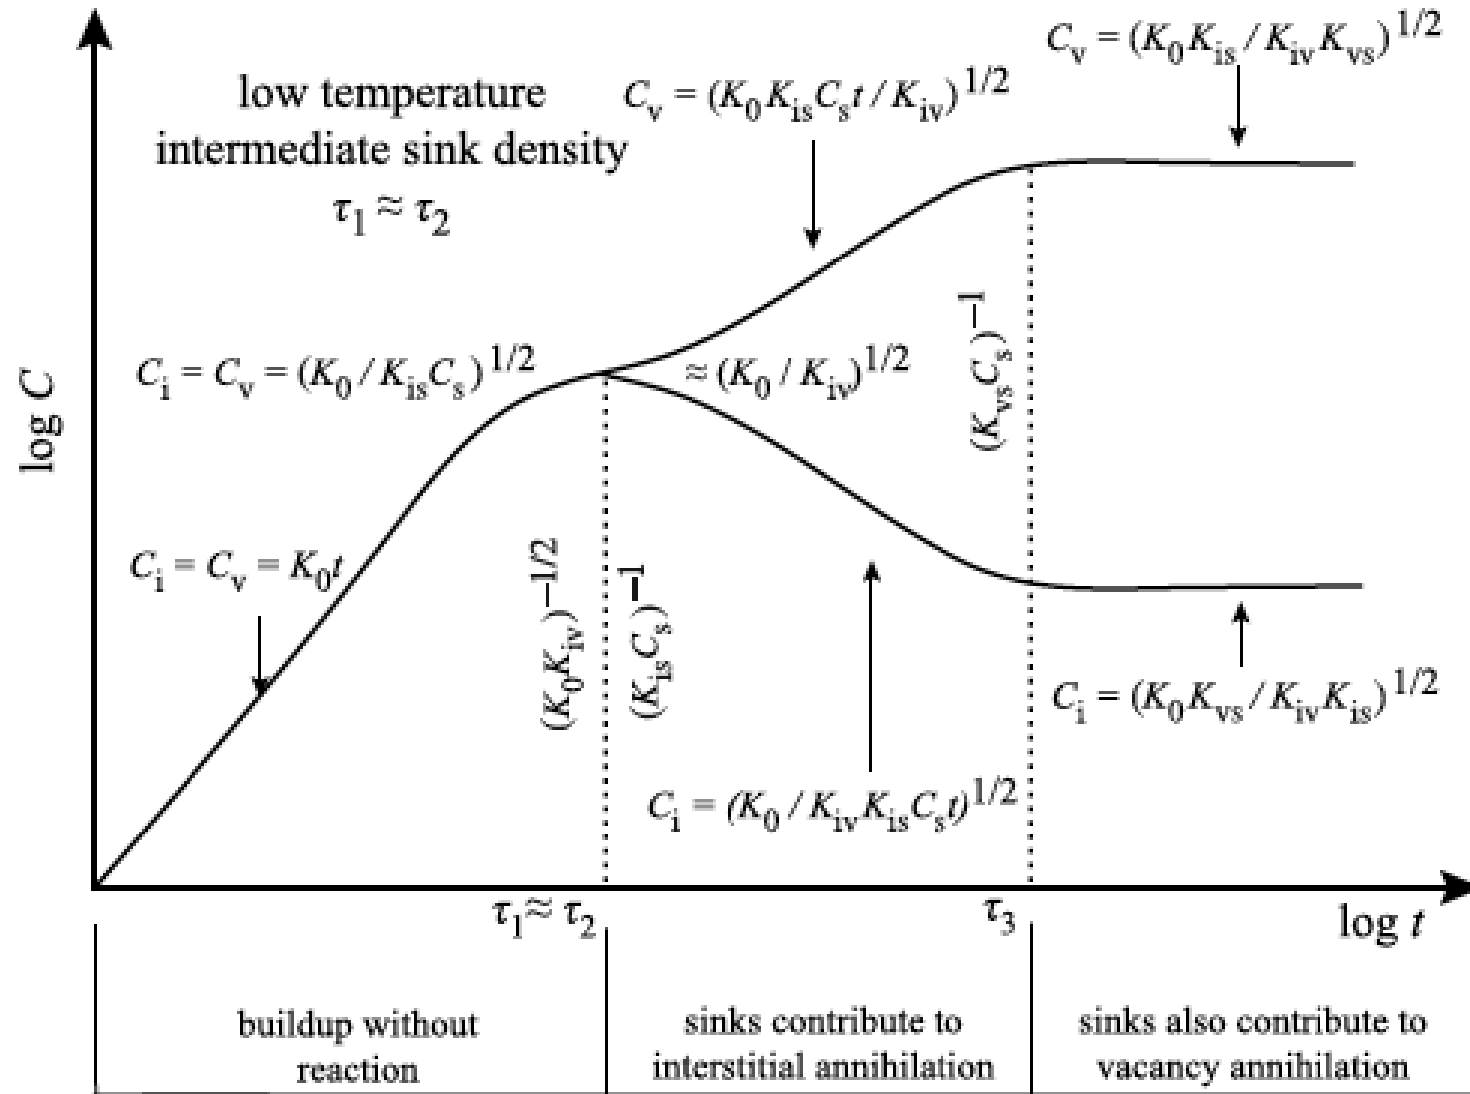 C_v = (K_0K_is/K_ivK_vs)^1/2
low temperature
intermediate sink density
τ_1 ≈ τ_2
C_v = (K_0K_isC_st/K_iv)^1/2
C_i = C_v = (K_0/K_isC_s)^1/2
≈ (K_0/K_iv)^1/2
(K_vsC_s)^−1
log C
C_i = C_v = K_0t
(K_0K_iv)^−1/2
(K_isC_s)^−1
C_i = (K_0K_vs/K_ivK_is)^1/2
C_i = (K_0/K_ivK_isC_st)^1/2
τ_1 ≈ τ_2
τ_3
log t
buildup without
reaction
sinks contribute to
interstitial annihilation
sinks also contribute to
vacancy annihilation